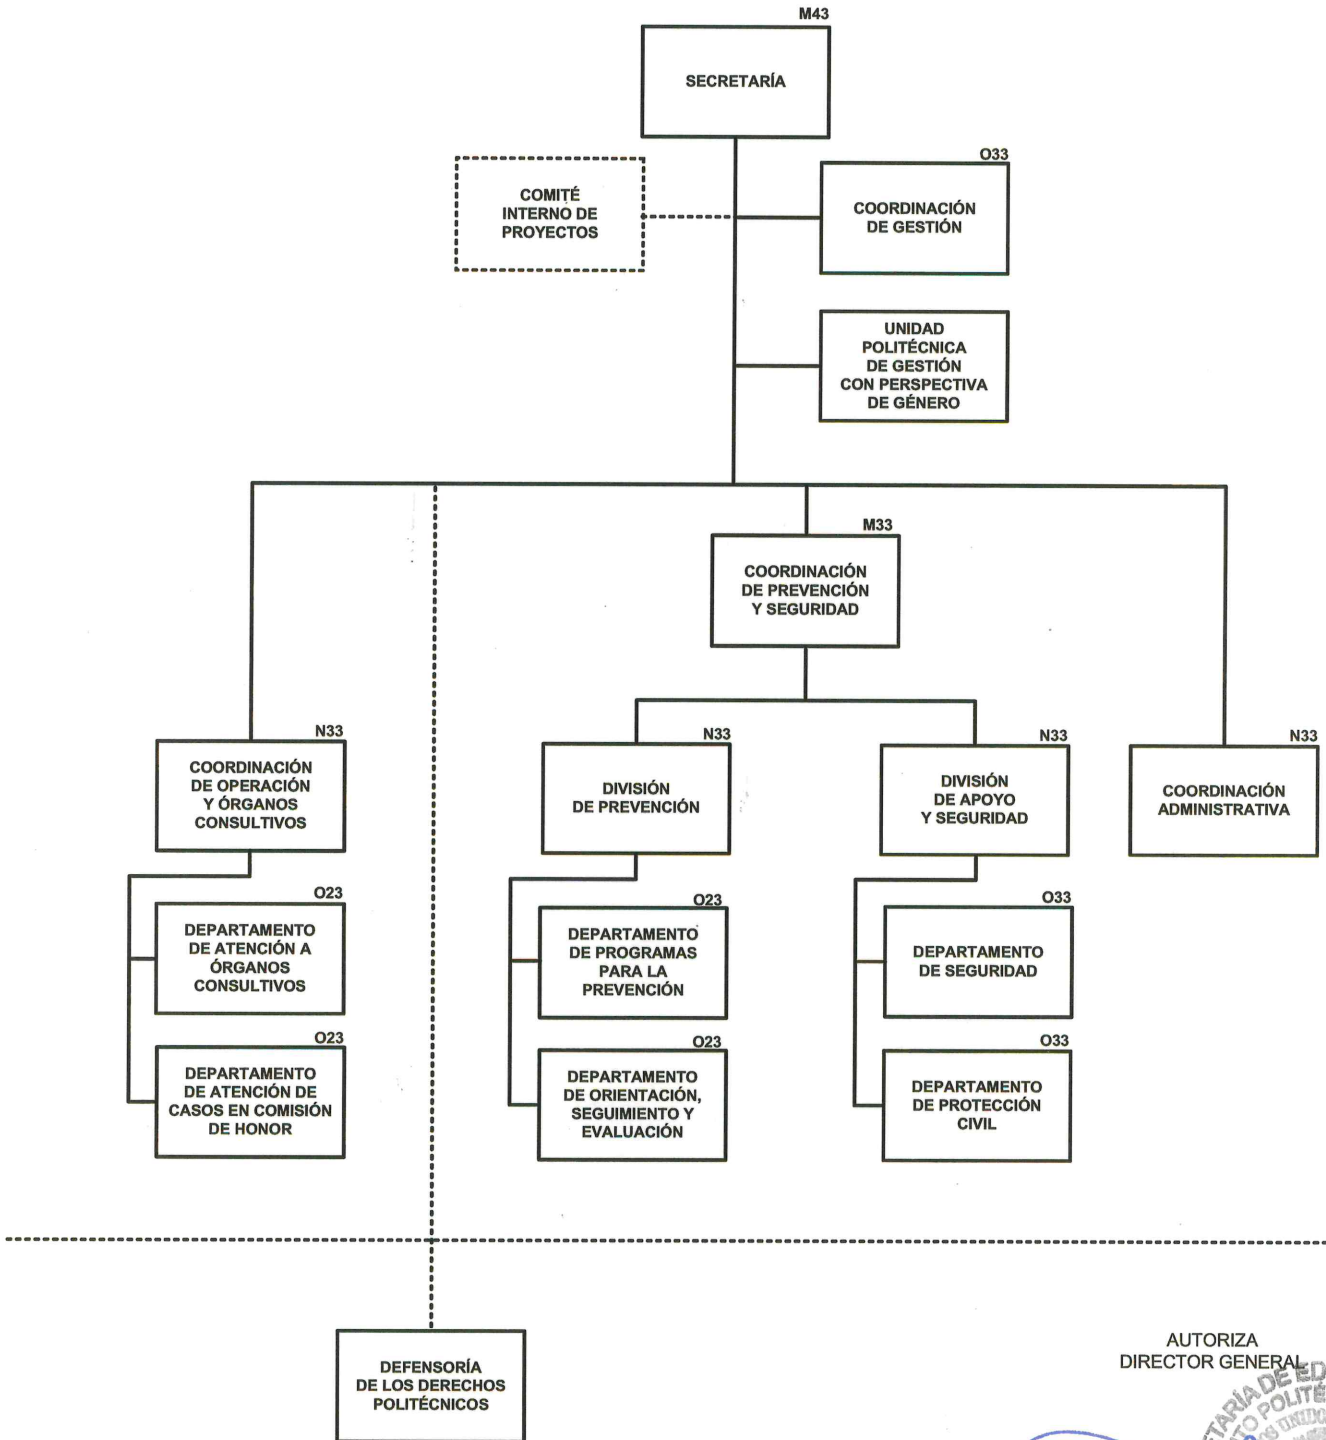 M43
SECRETARÍA
COMITÉ
INTERNO DE
PROYECTOS
O33
COORDINACIÓN
DE GESTIÓN
UNIDAD
POLITÉCNICA
DE GESTIÓN
CON PERSPECTIVA
DE GÉNERO
M33
COORDINACIÓN
DE PREVENCIÓN
Y SEGURIDAD
N33
COORDINACIÓN
DE OPERACIÓN
Y ÓRGANOS
CONSULTIVOS
N33
DIVISIÓN
DE PREVENCIÓN
N33
DIVISIÓN
DE APOYO
Y SEGURIDAD
N33
COORDINACIÓN
ADMINISTRATIVA
O23
DEPARTAMENTO
DE ATENCIÓN A
ÓRGANOS
CONSULTIVOS
O23
DEPARTAMENTO
DE PROGRAMAS
PARA LA
PREVENCIÓN
O33
DEPARTAMENTO
DE SEGURIDAD
O23
DEPARTAMENTO
DE ATENCIÓN DE
CASOS EN COMISIÓN
DE HONOR
O23
DEPARTAMENTO
DE ORIENTACIÓN,
SEGUIMIENTO Y
EVALUACIÓN
O33
DEPARTAMENTO
DE PROTECCIÓN
CIVIL
DEFENSORÍA
DE LOS DERECHOS
POLITÉCNICOS
AUTORIZA
DIRECTOR GENERAL